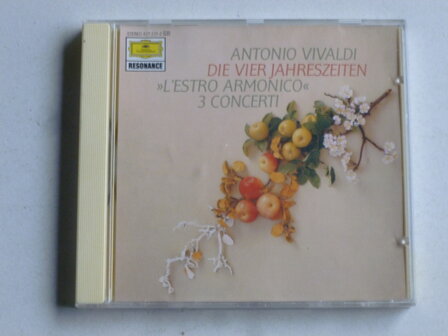 ANTONIO VIVALDI
DIE VIER JAHRESZEITEN
»L'ESTRO ARMONICO«
3 CONCERTI
RESONANCE